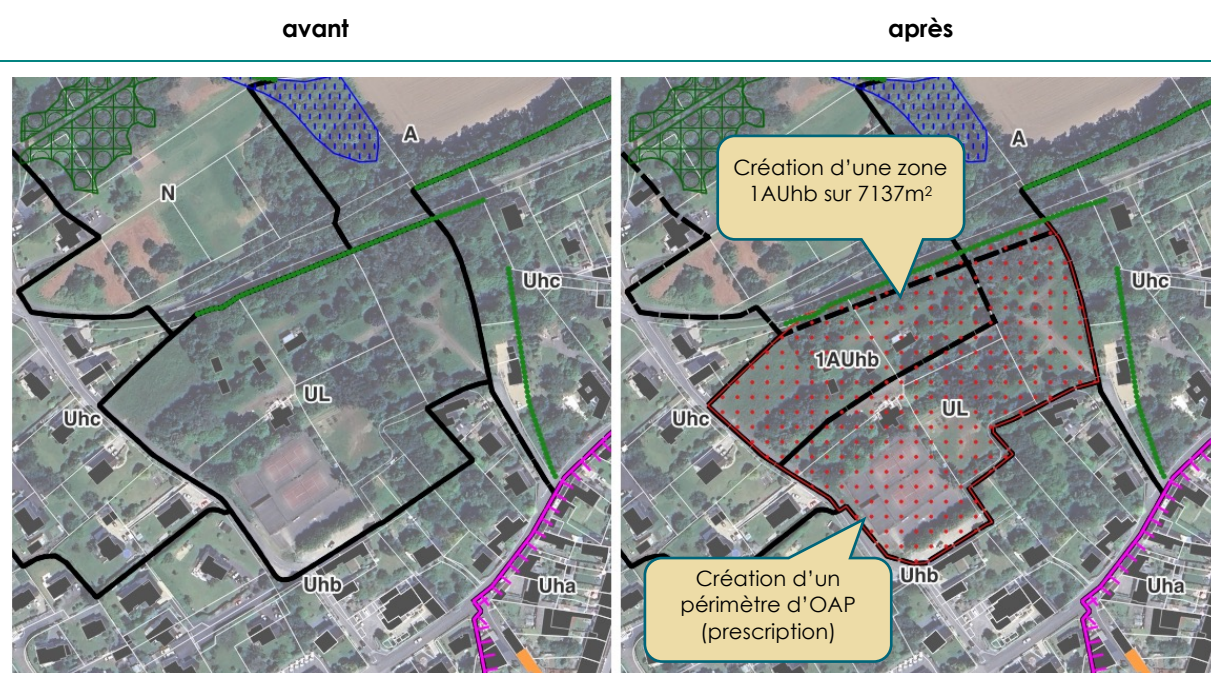 avant
après
A
N
Uhc
UL
Uhc
Uhb
Uha
A
Création d’une zone
1AUhb sur 7137m²
Uhc
1AUhb
UL
Uhc
Uhb
Uha
Création d’un
périmètre d’OAP
(prescription)